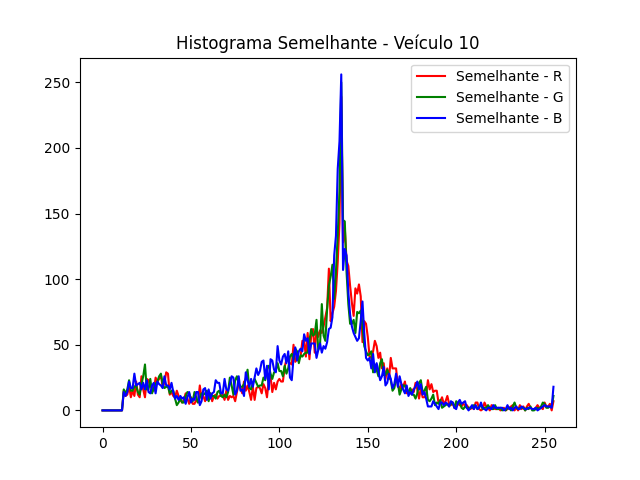 Histograma Semelhante - Veículo 10
Semelhante - R
Semelhante - G
Semelhante - B
250
200
150
100
50
0
0 50 100 150 200 250